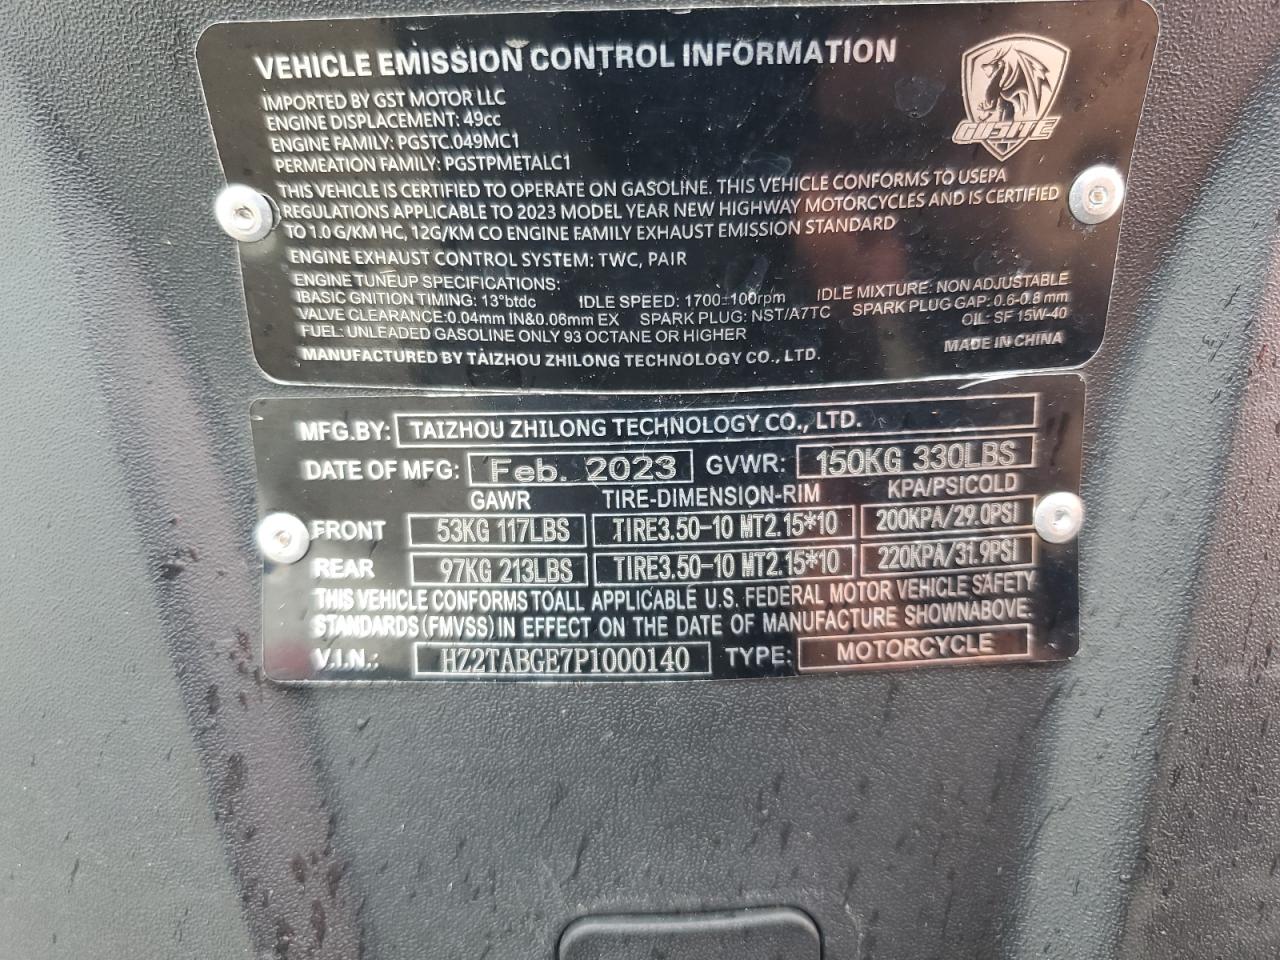 VEHICLE EMISSION CONTROL INFORMATION
GUSITE
IMPORTED BY GST MOTOR LLC
ENGINE DISPLACEMENT: 49cc
ENGINE FAMILY: PGSTC.049MC1
PERMEATION FAMILY: PGSTPMETALC1
THIS VEHICLE IS CERTIFIED TO OPERATE ON GASOLINE. THIS VEHICLE CONFORMS TO USEPA
REGULATIONS APPLICABLE TO 2023 MODEL YEAR NEW HIGHWAY MOTORCYCLES AND IS CERTIFIED
TO 1.0 G/KM HC, 12G/KM CO ENGINE FAMILY EXHAUST EMISSION STANDARD
ENGINE EXHAUST CONTROL SYSTEM: TWC, PAIR
ENGINE TUNEUP SPECIFICATIONS:
IBASIC GNITION TIMING: 13°btdc IDLE SPEED: 1700±100rpm IDLE MIXTURE: NON ADJUSTABLE
VALVE CLEARANCE:0.04mm IN&0.06mm EX SPARK PLUG: NST/A7TC SPARK PLUG GAP: 0.6-0.8 mm
FUEL: UNLEADED GASOLINE ONLY 93 OCTANE OR HIGHER OIL: SF 15W-40
MANUFACTURED BY TAIZHOU ZHILONG TECHNOLOGY CO., LTD. MADE IN CHINA
MFG.BY: TAIZHOU ZHILONG TECHNOLOGY CO., LTD.
DATE OF MFG: Feb. 2023 GVWR: 150KG 330LBS
GAWR TIRE-DIMENSION-RIM KPA/PSICOLD
FRONT 53KG 117LBS TIRE3.50-10 MT2.15*10 200KPA/29.0PSI
REAR 97KG 213LBS TIRE3.50-10 MT2.15*10 220KPA/31.9PSI
THIS VEHICLE CONFORMS TOALL APPLICABLE U.S. FEDERAL MOTOR VEHICLE SAFETY
STANDARDS(FMVSS)IN EFFECT ON THE DATE OF MANUFACTURE SHOWNABOVE.
V.I.N.: HZ2TABGE7P1000140 TYPE: MOTORCYCLE